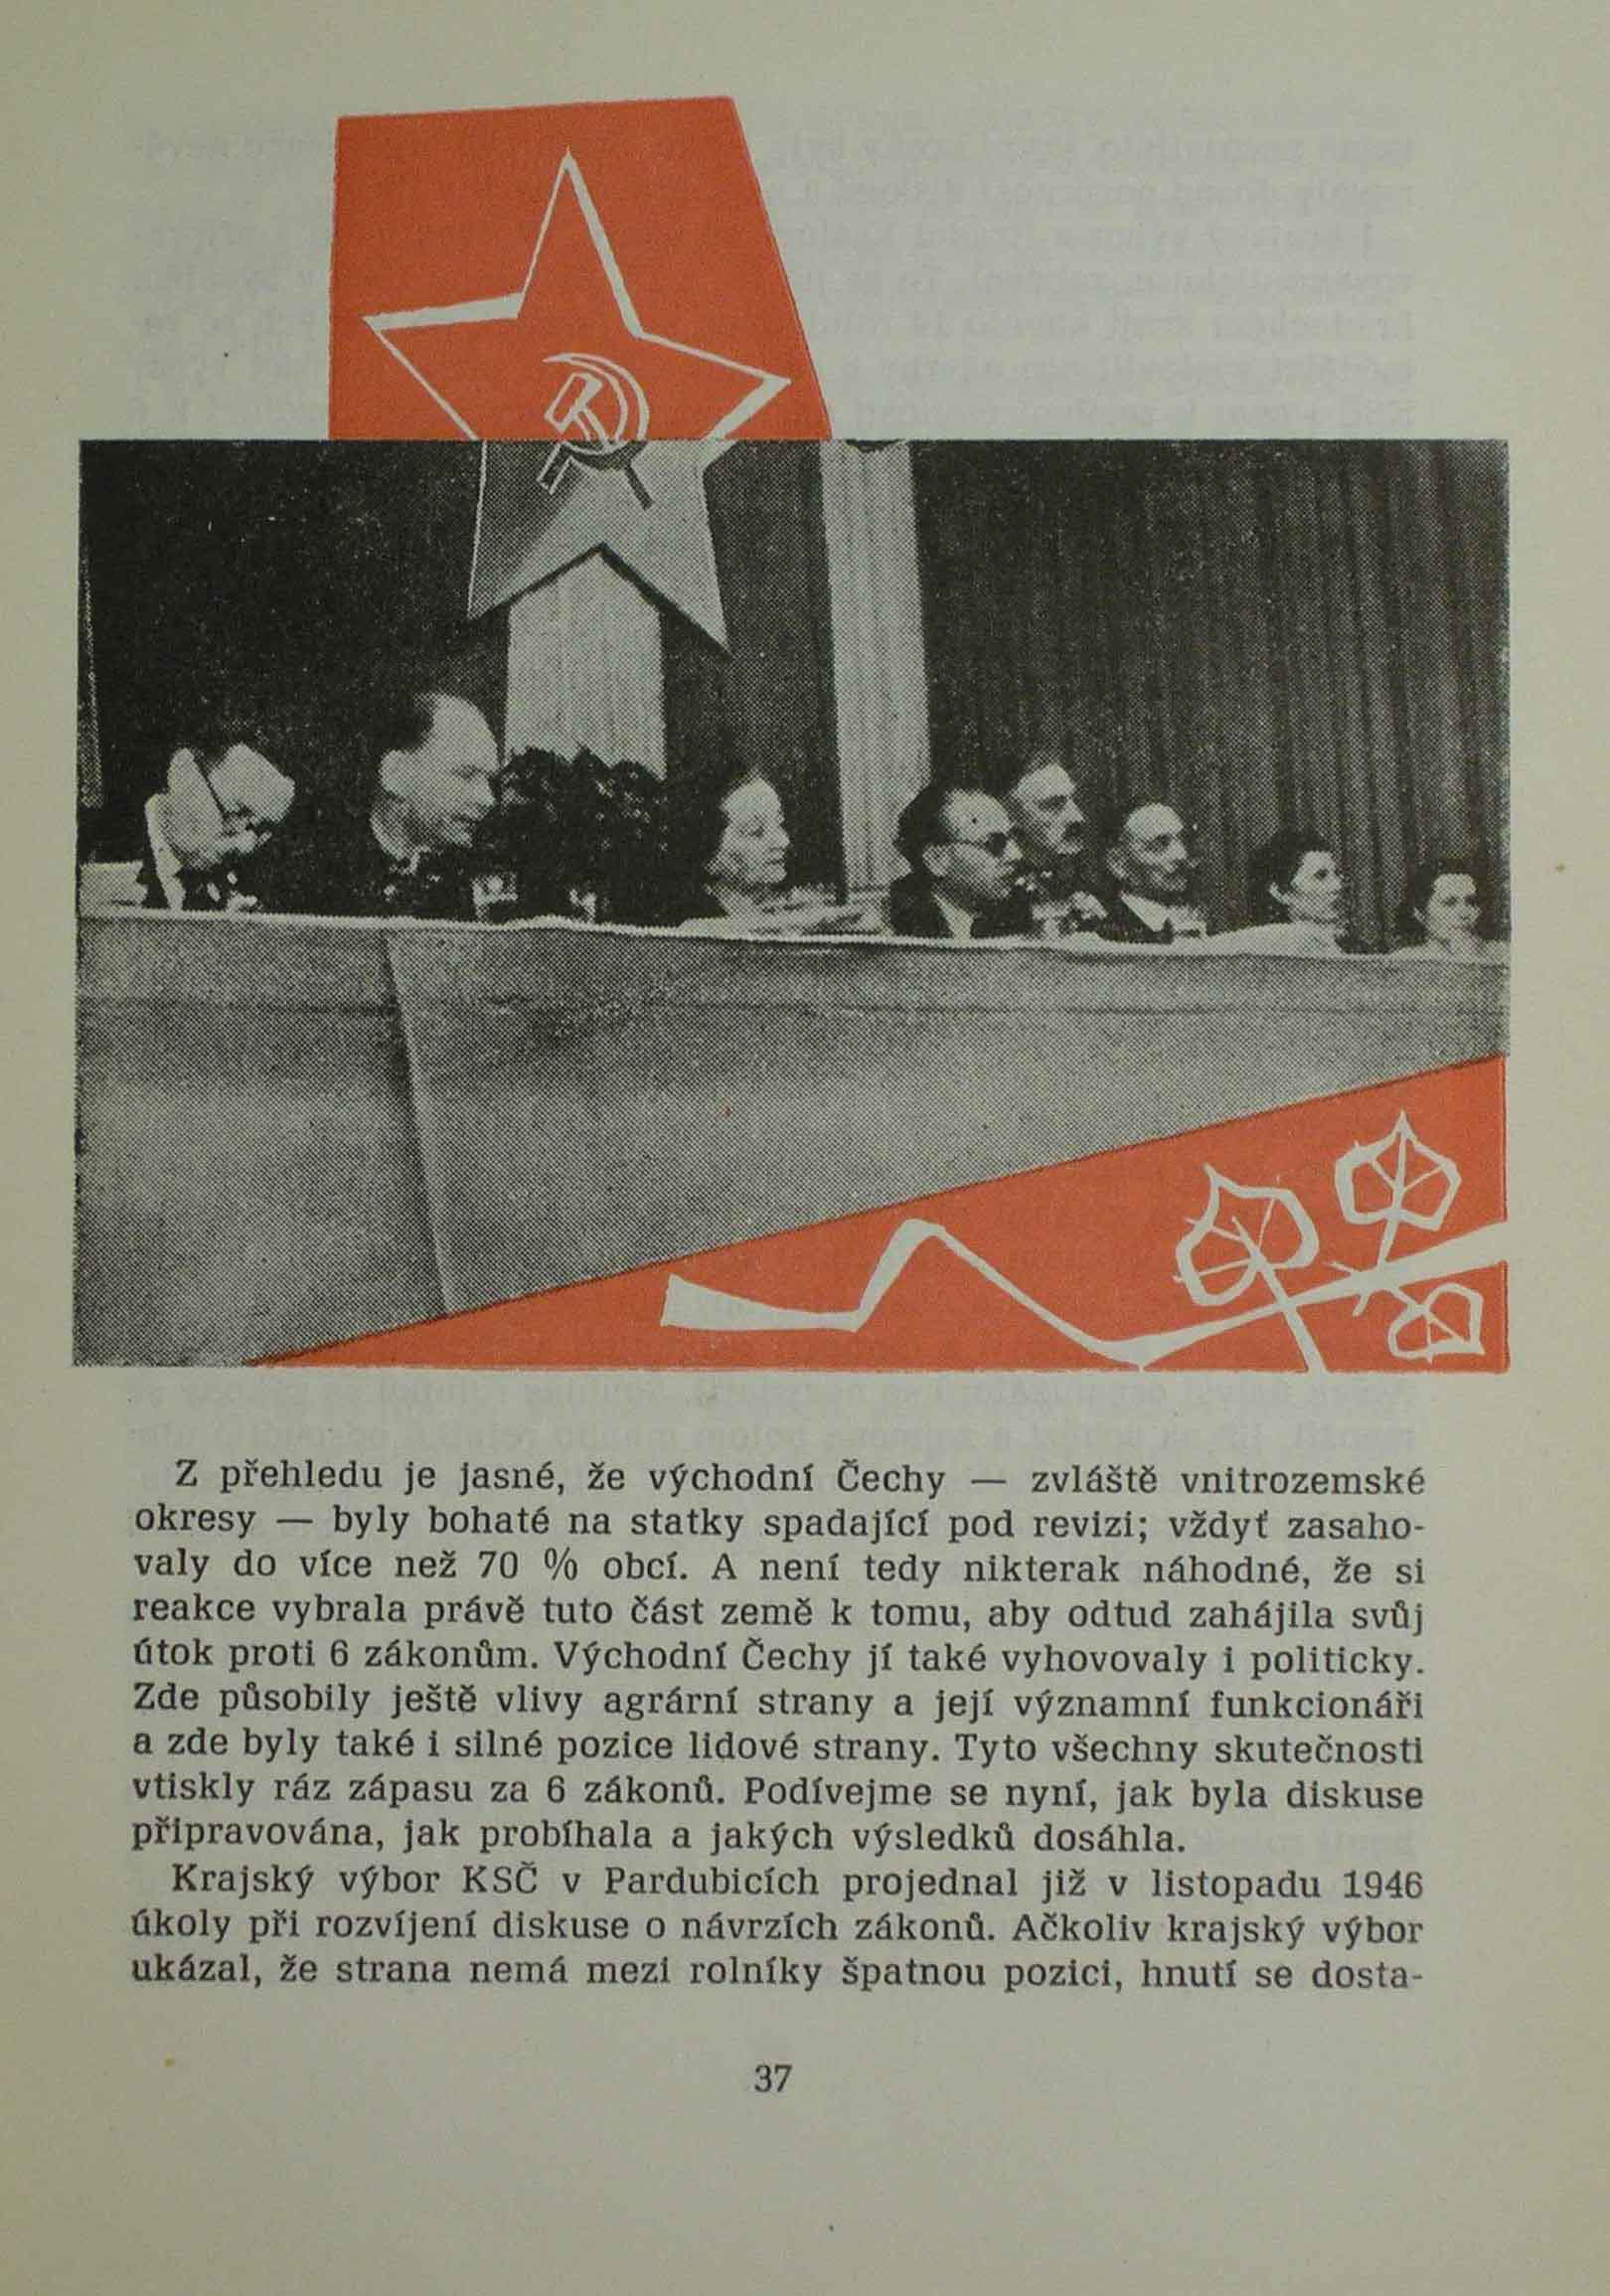 Z přehledu je jasné, že východní Čechy — zvláště vnitrozemské
okresy — byly bohaté na statky spadající pod revizi; vždyť zasaho-
valy do více než 70 % obcí. A není tedy nikterak náhodné, že si
reakce vybrala právě tuto část země k tomu, aby odtud zahájila svůj
útok proti 6 zákonům. Východní Čechy jí také vyhovovaly i politicky.
Zde působily ještě vlivy agrární strany a její významní funkcionáři
a zde byly také i silné pozice lidové strany. Tyto všechny skutečnosti
vtiskly ráz zápasu za 6 zákonů. Podívejme se nyní, jak byla diskuse
připravována, jak probíhala a jakých výsledků dosáhla.
Krajský výbor KSČ v Pardubicích projednal již v listopadu 1946
úkoly při rozvíjení diskuse o návrzích zákonů. Ačkoliv krajský výbor
ukázal, že strana nemá mezi rolníky špatnou pozici, hnutí se dosta-
37